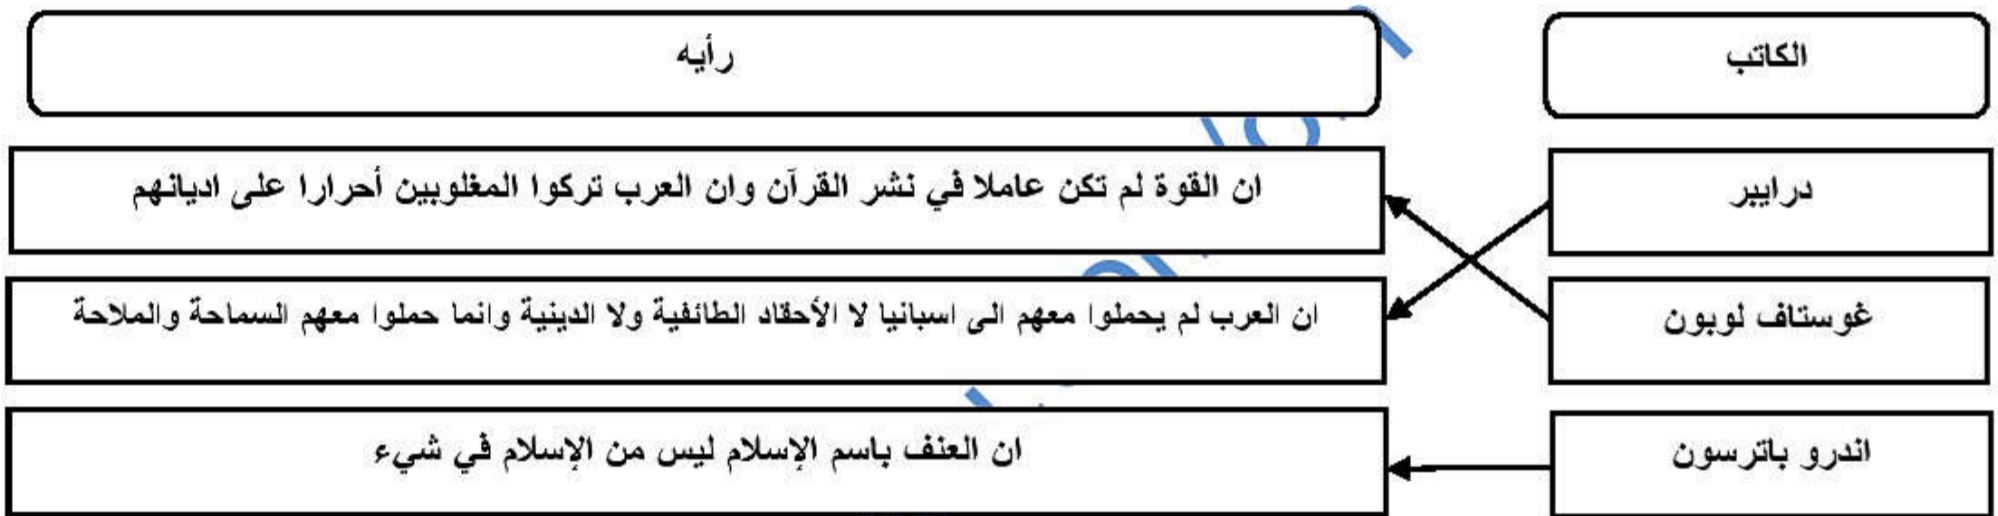 الكاتب
رأيه
درايبر
ان القوة لم تكن عاملا في نشر القرآن وان العرب تركوا المغلوبين أحرارا على اديانهم
غوستاف لوبون
ان العرب لم يحملوا معهم الى اسبانيا لا الأحقاد الطائفية ولا الدينية وانما حملوا معهم السماحة والملاحة
اندرو باترسون
ان العنف باسم الإسلام ليس من الإسلام في شيء